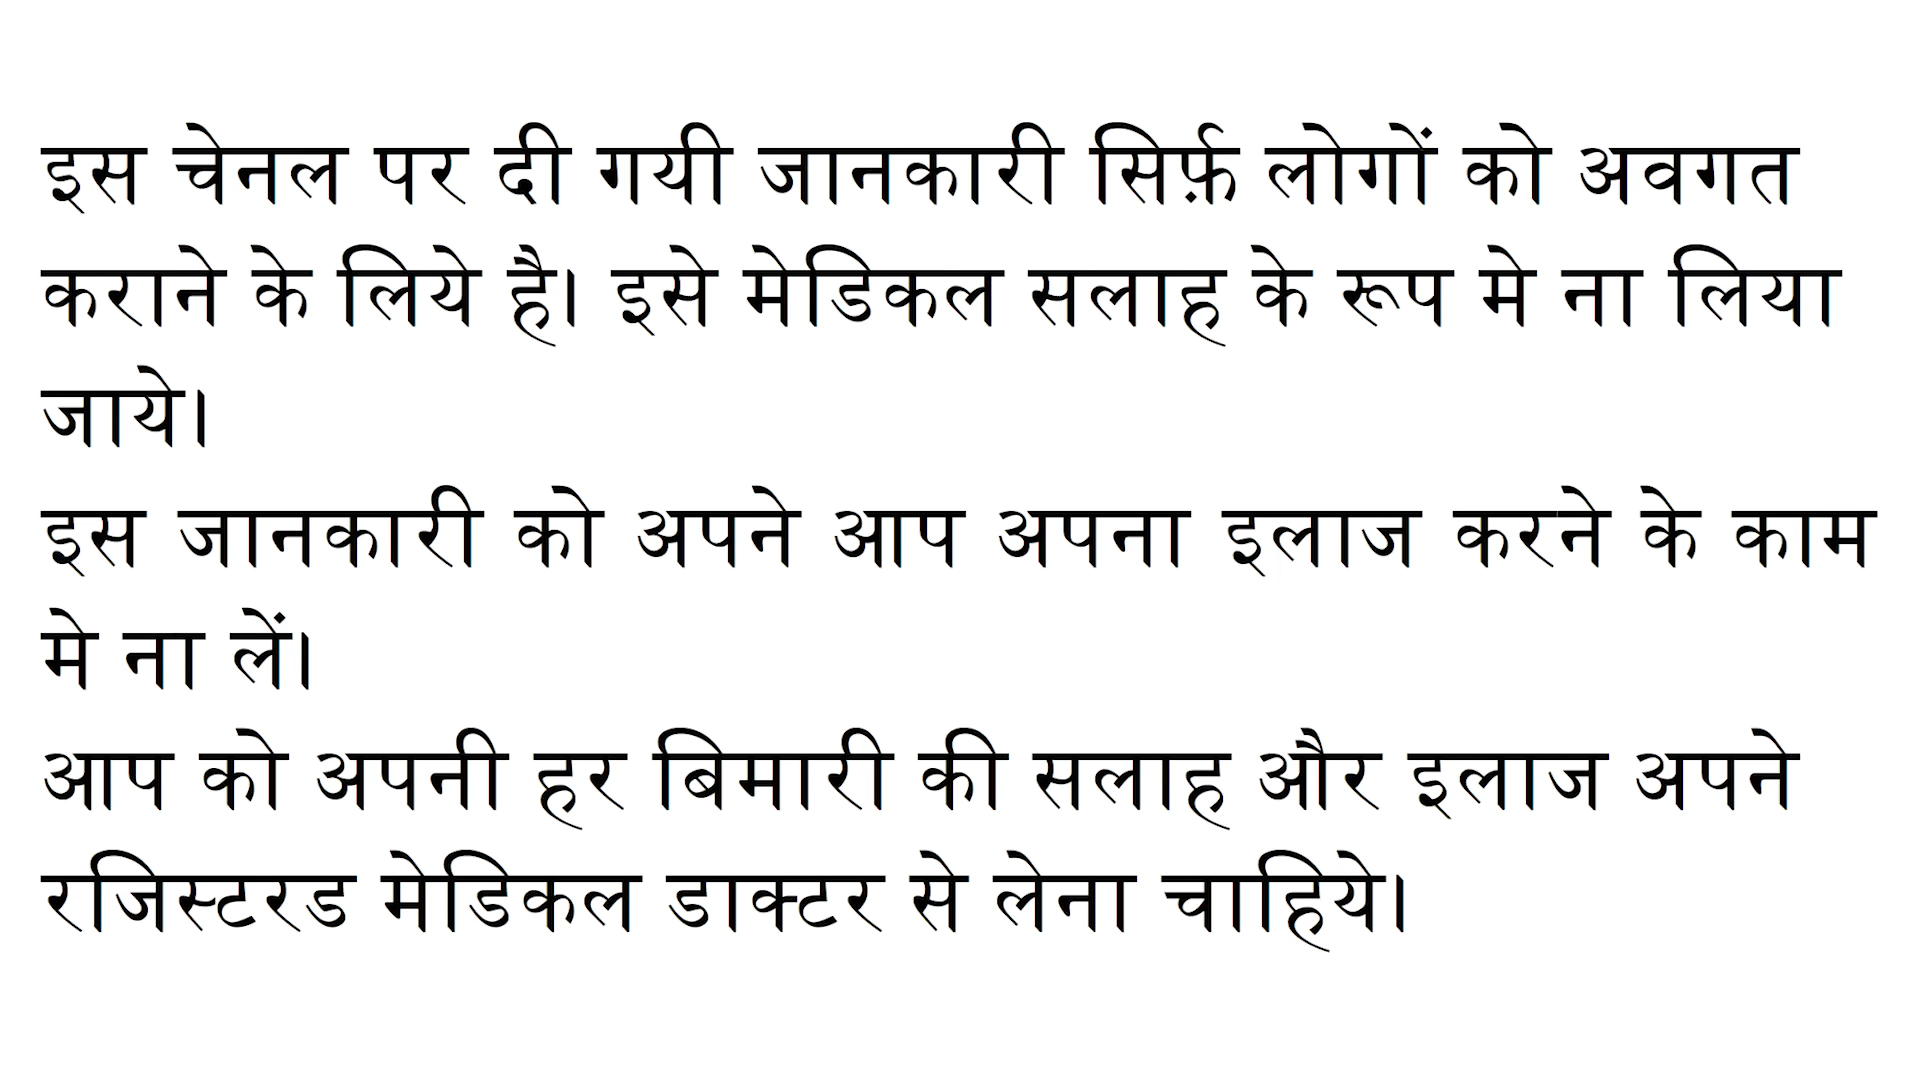 इस चेनल पर दी गयी जानकारी सिर्फ़ लोगों को अवगत
कराने के लिये है। इसे मेडिकल सलाह के रूप मे ना लिया
जाये।
इस जानकारी को अपने आप अपना इलाज करने के काम
मे ना लें।
आप को अपनी हर बिमारी की सलाह और इलाज अपने
रजिस्टरड मेडिकल डाक्टर से लेना चाहिये।